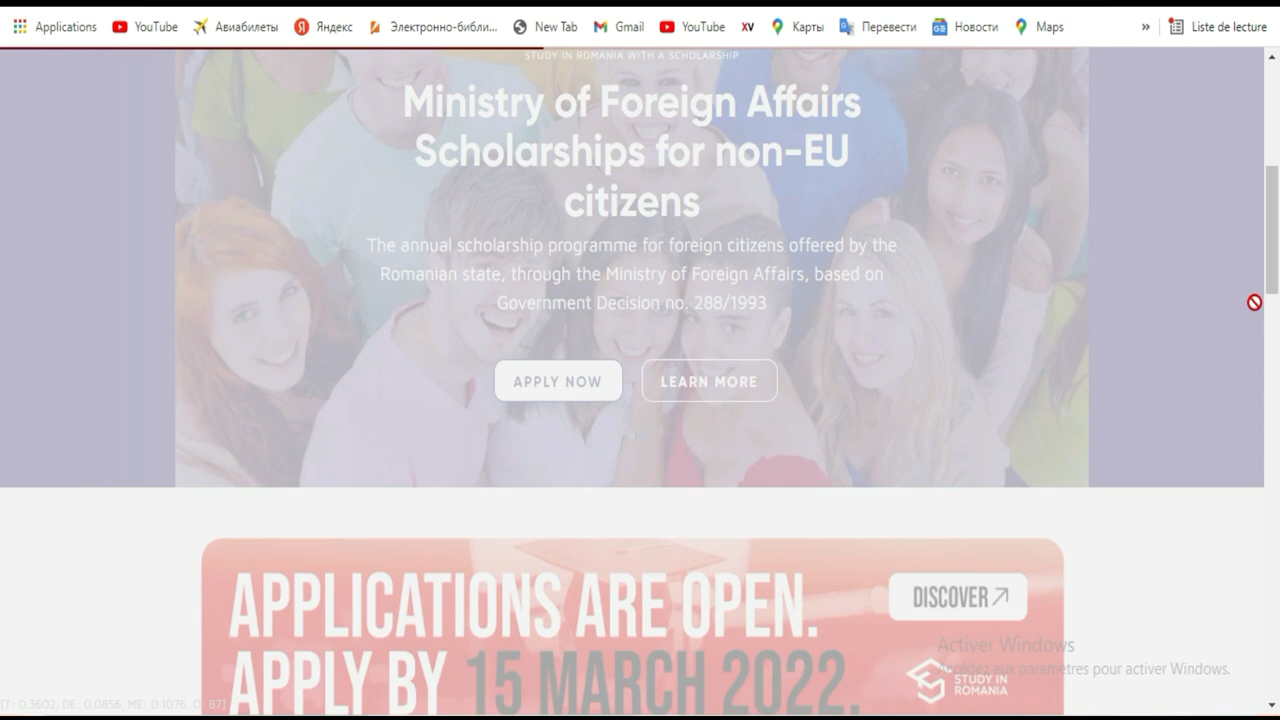 Applications YouTube Авиабилеты Яндекс Электронно-библи... New Tab Gmail YouTube XV Карты Перевести Новости Maps » Liste de lecture
STUDY IN ROMANIA WITH A SCHOLARSHIP
Ministry of Foreign Affairs
Scholarships for non-EU
citizens
The annual scholarship programme for foreign citizens offered by the
Romanian state, through the Ministry of Foreign Affairs, based on
Government Decision no. 288/1993
APPLY NOW LEARN MORE
APPLICATIONS ARE OPEN.
DISCOVER
APPLY BY 15 MARCH 2022.
STUDY IN
ROMANIA
Activer Windows
Accédez aux paramètres pour activer Windows.